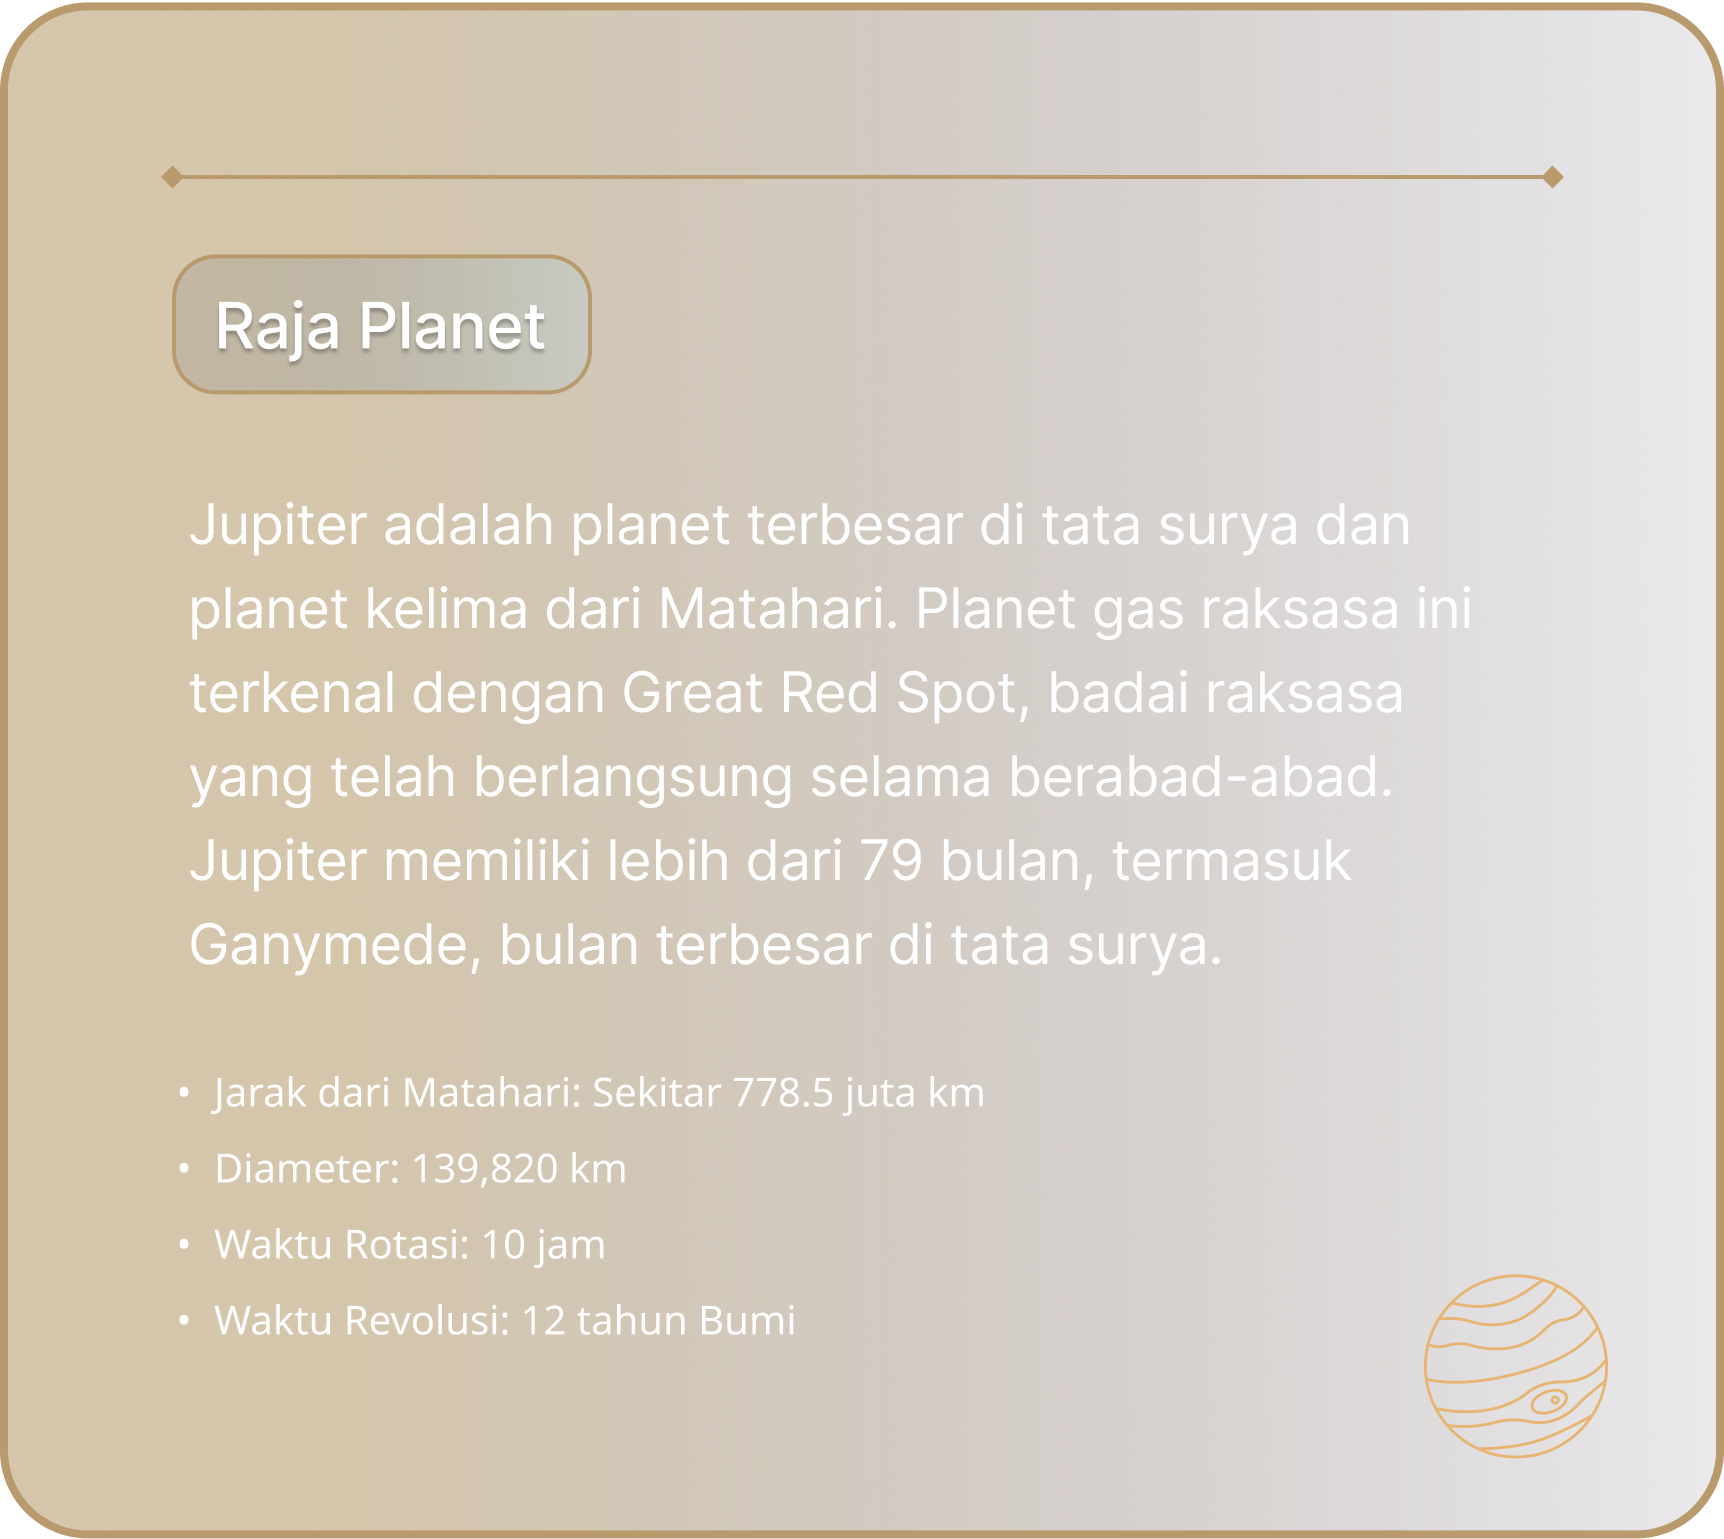 Raja Planet
Jupiter adalah planet terbesar di tata surya dan
planet kelima dari Matahari. Planet gas raksasa ini
terkenal dengan Great Red Spot, badai raksasa
yang telah berlangsung selama berabad-abad.
Jupiter memiliki lebih dari 79 bulan, termasuk
Ganymede, bulan terbesar di tata surya.
• Jarak dari Matahari: Sekitar 778.5 juta km
• Diameter: 139,820 km
• Waktu Rotasi: 10 jam
• Waktu Revolusi: 12 tahun Bumi